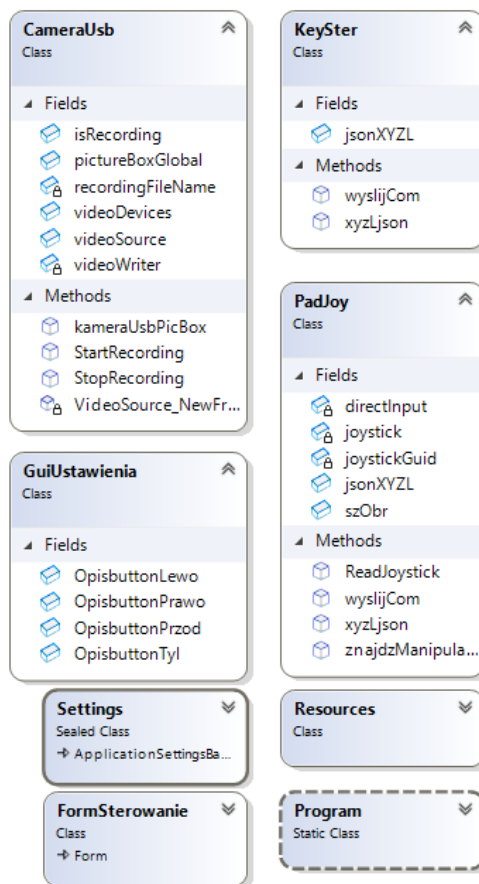 CameraUsb
Class
Fields
isRecording
pictureBoxGlobal
recordingFileName
videoDevices
videoSource
videoWriter
Methods
kameraUsbPicBox
StartRecording
StopRecording
VideoSource_NewFr...
GuiUstawienia
Class
Fields
OpisbuttonLewo
OpisbuttonPrawo
OpisbuttonPrzod
OpisbuttonTyl
Settings
Sealed Class
ApplicationSettingsBa...
FormSterowanie
Class
Form
KeySter
Class
Fields
jsonXYZL
Methods
wyslijCom
xyzLjson
PadJoy
Class
Fields
directInput
joystick
joystickGuid
jsonXYZL
szObr
Methods
ReadJoystick
wyslijCom
xyzLjson
znajdzManipula...
Resources
Class
Program
Static Class